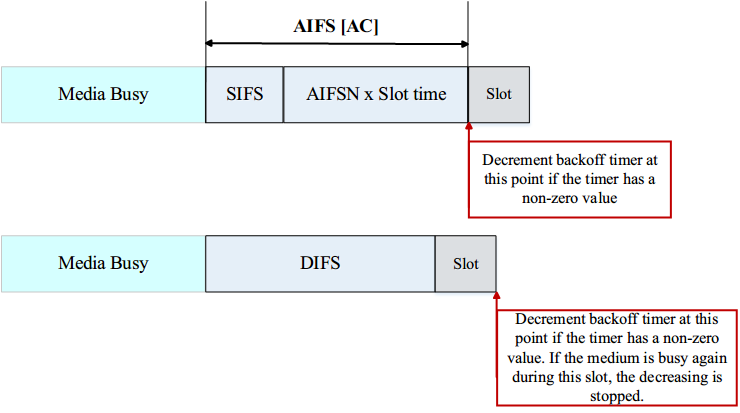 AIFS [AC]
Media Busy
SIFS
AIFSN x Slot time
Slot
Decrement backoff timer at
this point if the timer has a
non-zero value
Media Busy
DIFS
Slot
Decrement backoff timer at this
point if the timer has a non-zero
value. If the medium is busy again
during this slot, the decreasing is
stopped.